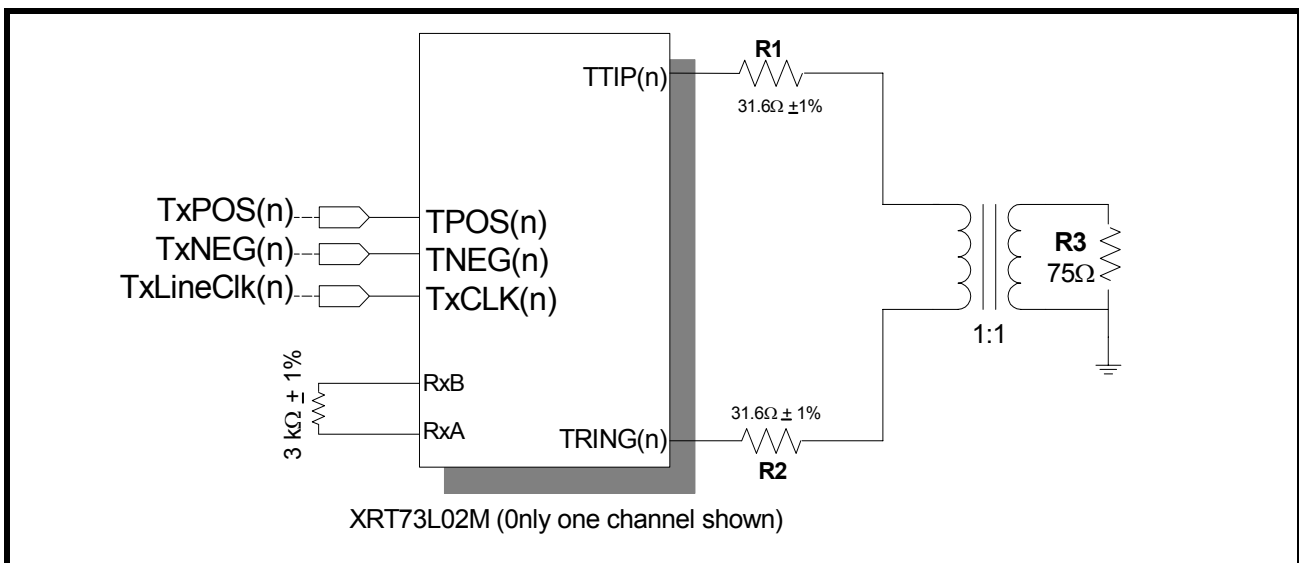 R1
TTIP(n)
31.6Ω ±1%
TxPOS(n)
TPOS(n)
TxNEG(n)
TNEG(n)
TxLineClk(n)
TxCLK(n)
R3
75Ω
1:1
3 kΩ ± 1%
RxB
RxA
31.6Ω ± 1%
TRING(n)
R2
XRT73L02M (0nly one channel shown)